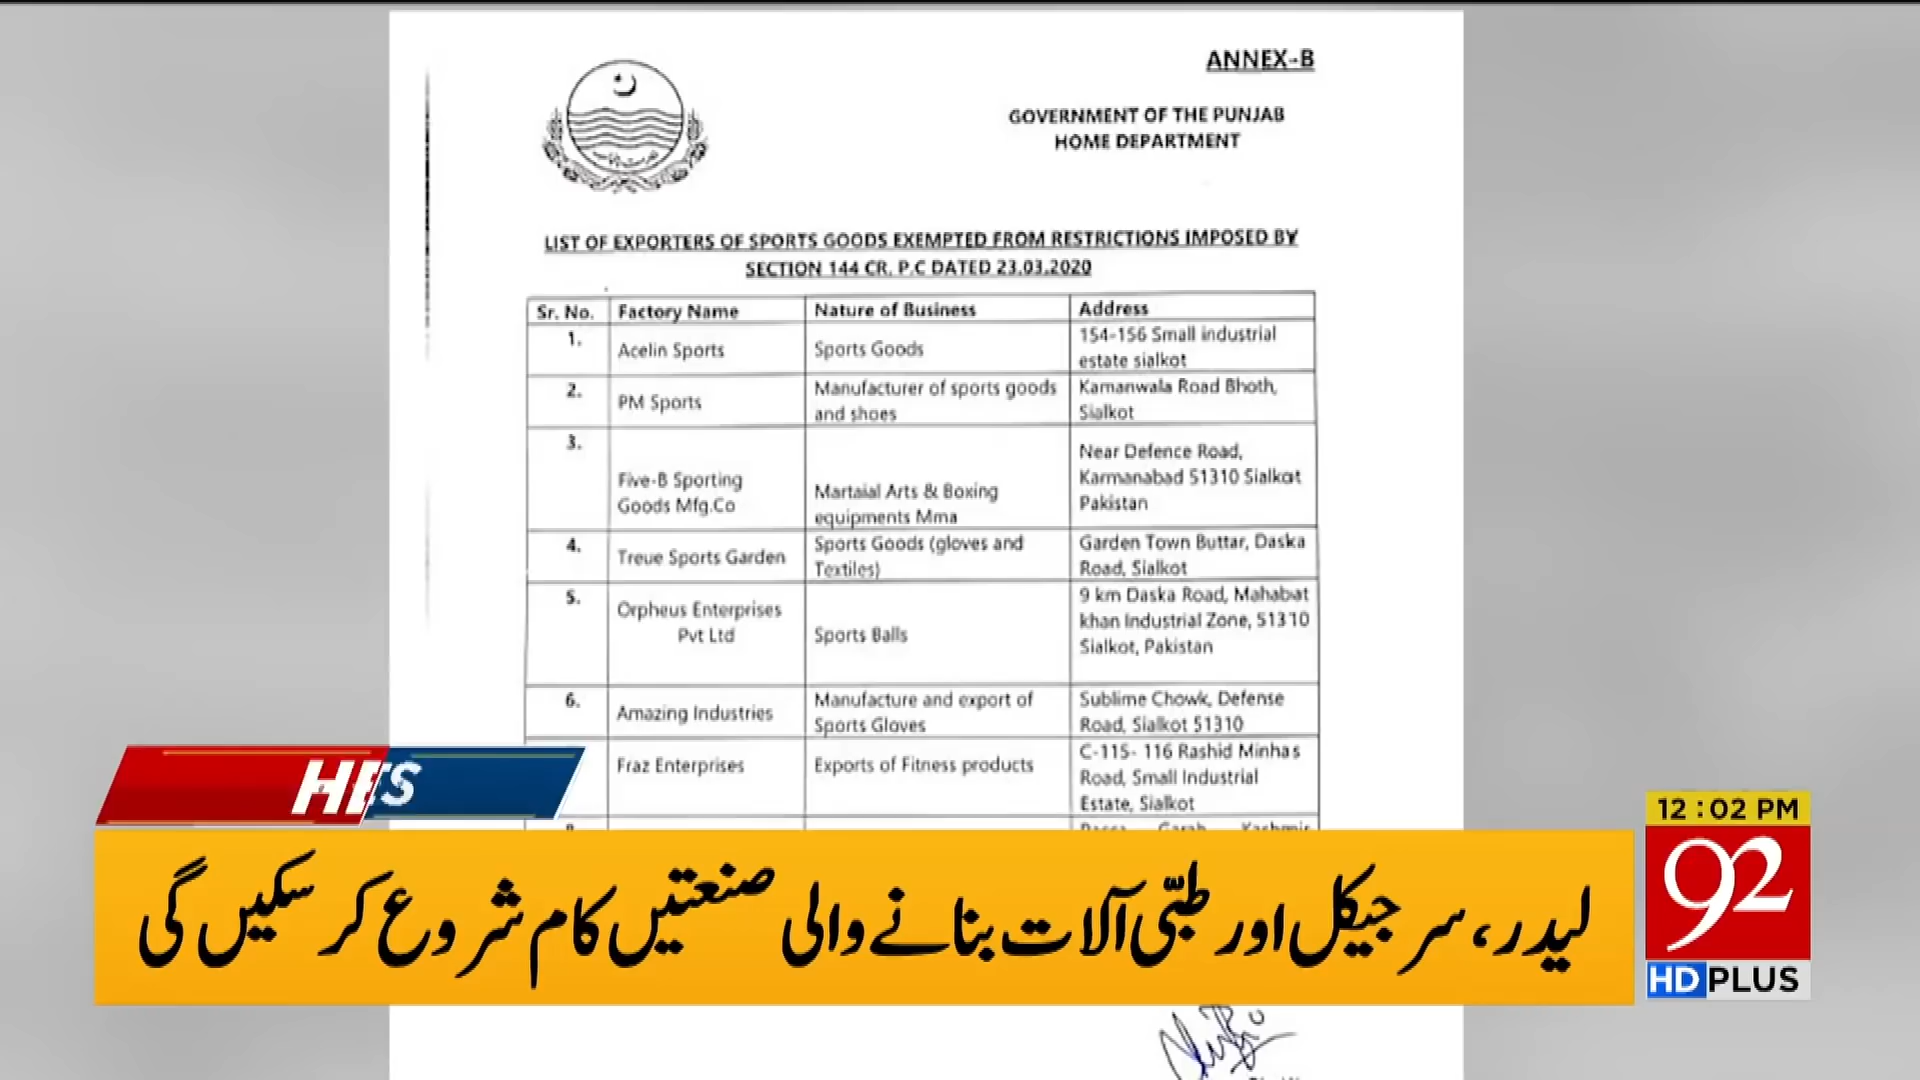 ANNEX-B
GOVERNMENT OF THE PUNJAB
HOME DEPARTMENT
LIST OF EXPORTERS OF SPORTS GOODS EXEMPTED FROM RESTRICTIONS IMPOSED BY
SECTION 144 CR. P.C DATED 23.03.2020
Sr. No. Factory Name Nature of Business Address
1. Acelin Sports Sports Goods 154-156 Small industrial
estate sialkot
2. PM Sports Manufacturer of sports goods
and shoes
Kamanwala Road Bhoth,
Sialkot
3. Five-B Sporting
Goods Mfg.Co
Martaial Arts & Boxing
equipments Mma
Near Defence Road,
Karmanabad 51310 Sialkot
Pakistan
4. Treue Sports Garden Sports Goods (gloves and
Textiles)
Garden Town Buttar, Daska
Road, Sialkot
5. Orpheus Enterprises
Pvt Ltd
Sports Balls
9 km Daska Road, Mahabat
khan Industrial Zone, 51310
Sialkot, Pakistan
6. Amazing Industries Manufacture and export of
Sports Gloves
Sublime Chowk, Defense
Road, Sialkot 51310
Fraz Enterprises Exports of Fitness products
C-115- 116 Rashid Minhas
Road, Small Industrial
Estate, Sialkot
لیدر، سرجیکل اور طبّی آلات بنانے والی صنعتیں کام شروع کر سکیں گی
12:02 PM
92
HD PLUS